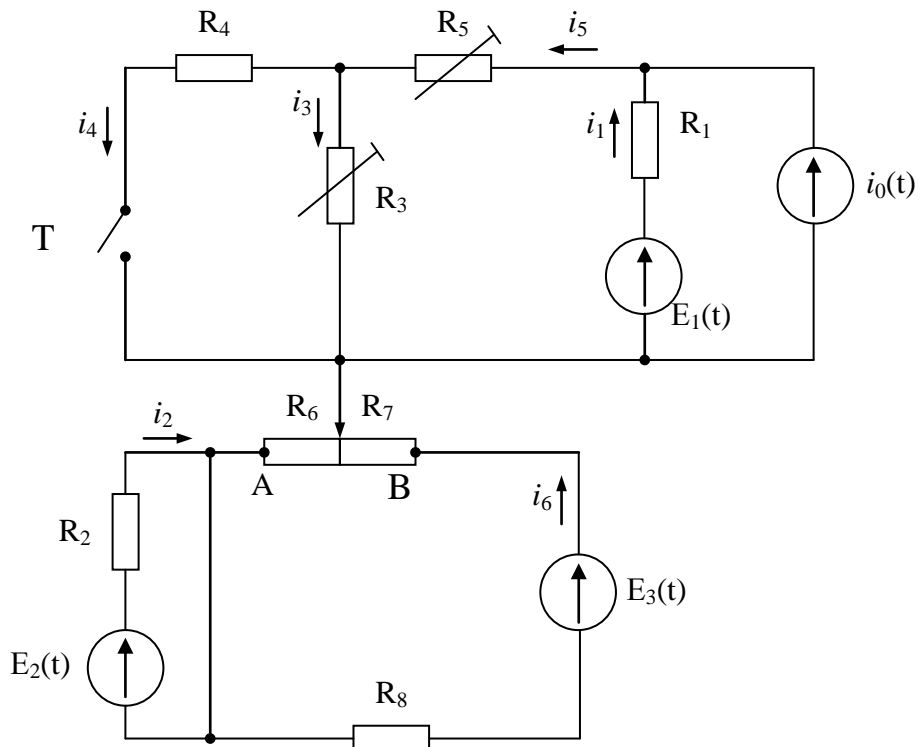 R₄ R₅ i₅
i₄ i₃ i₁ R₁
T R₃ i₀(t)
E₁(t)
i₂ R₆ R₇
A B
R₂ i₆
E₂(t) E₃(t)
R₈